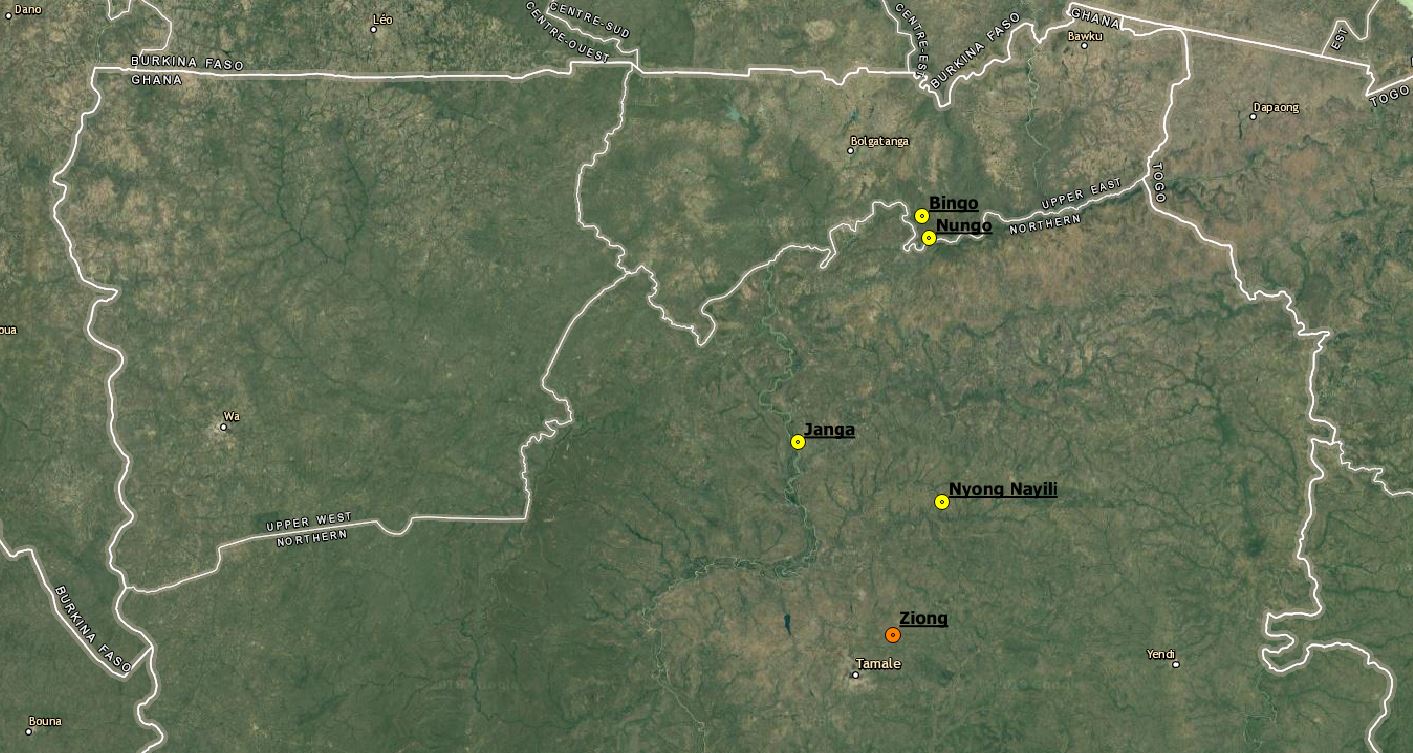 Dano
Léo
CENTRE-SUD
CENTRE-OUEST
CENTRE-EST
BURKINA FASO
GHANA
Bawku
EST
BURKINA FASO
GHANA
TOGO
Dapaong
Bolgatanga
TOGO
UPPER EAST
NORTHERN
Bingo
Nungo
oua
Wa
Janga
Nyong Nayili
UPPER WEST
NORTHERN
BURKINA FASO
Ziong
Tamale
Yendi
Bouna